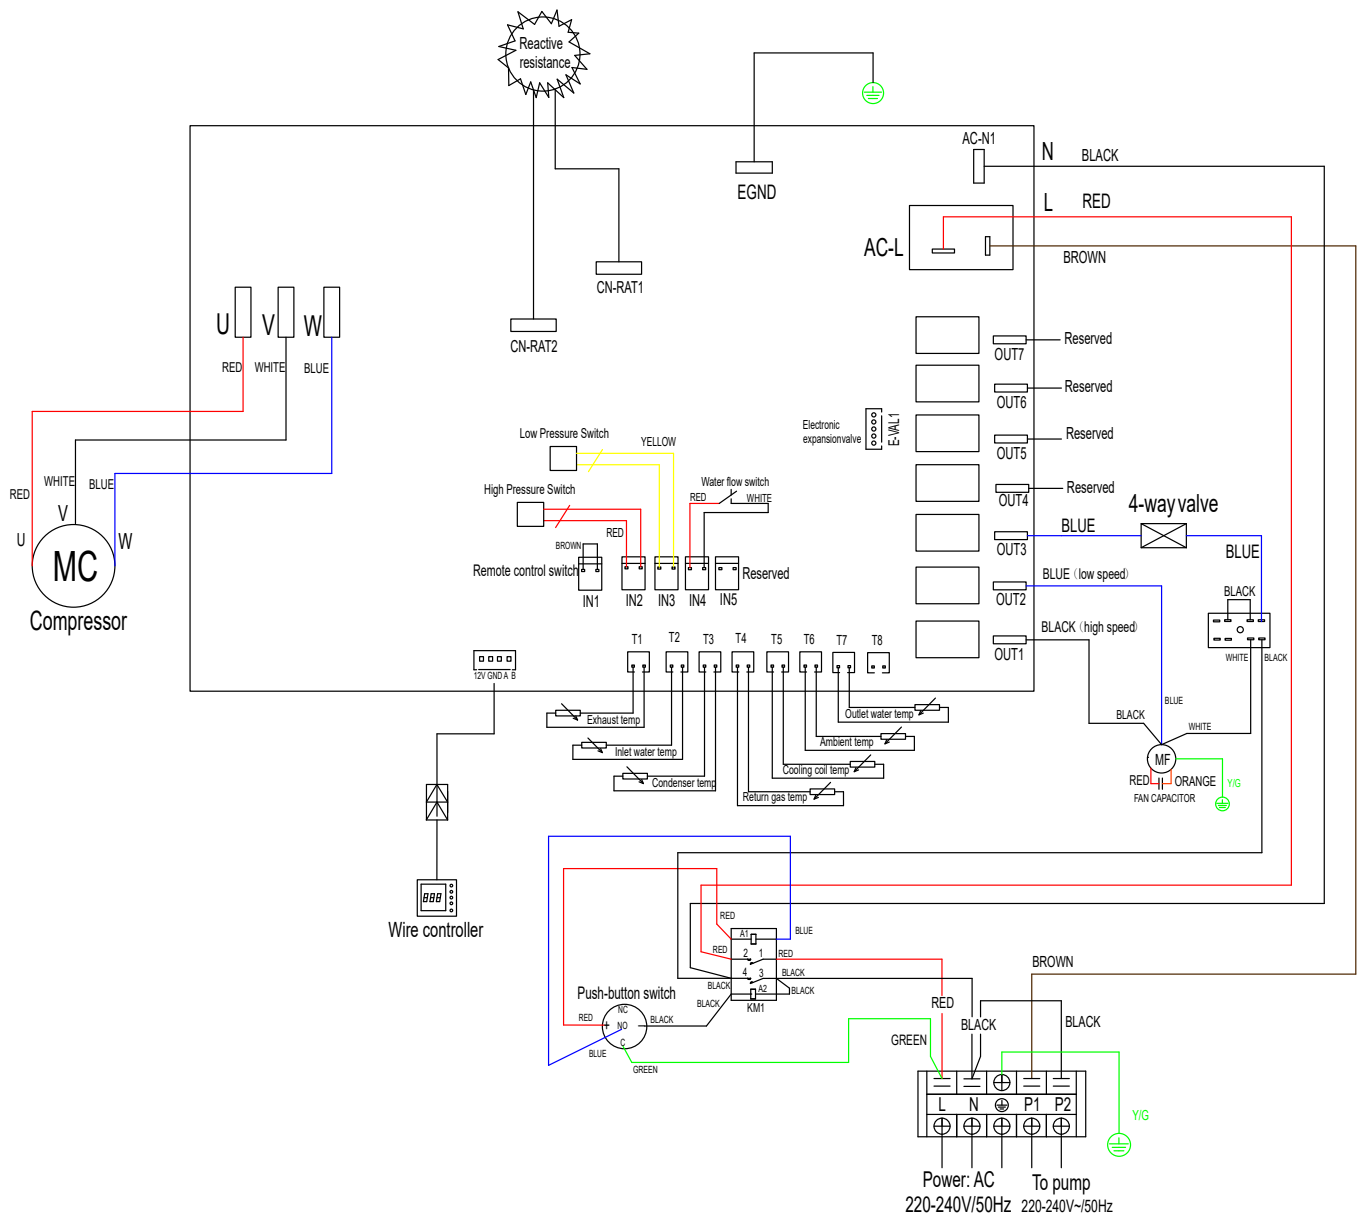 Reactive
resistance
AC-N1
N
BLACK
EGND
L
RED
AC-L
BROWN
CN-RAT1
CN-RAT2
U
V
W
RED
WHITE
BLUE
OUT7
Reserved
OUT6
Reserved
OUT5
Reserved
OUT4
Reserved
Electronic
expansionvalve
E-VAL1
Low Pressure Switch
YELLOW
High Pressure Switch
RED
Water flow switch
RED
WHITE
BROWN
Remote control switch
IN1
IN2
IN3
IN4
IN5
Reserved
4-way valve
BLUE
BLUE
OUT3
BLUE (low speed)
OUT2
BLACK (high speed)
OUT1
BLACK
WHITE
BLACK
RED
WHITE
BLUE
U
V
W
MC
Compressor
T1
T2
T3
T4
T5
T6
T7
T8
12V GND A B
Exhaust temp
Inlet water temp
Condenser temp
Return gas temp
Cooling coil temp
Ambient temp
Outlet water temp
BLUE
BLACK
WHITE
MF
RED
ORANGE
FAN CAPACITOR
Y/G
888
Wire controller
RED
A1
BLUE
RED
2
1
RED
4
3
BLACK
BLACK
A2
BLACK
BLACK
KM1
Push-button switch
NC
RED
+
NO
-
BLACK
BLUE
C
GREEN
BROWN
RED
BLACK
BLACK
GREEN
L
N
P1
P2
Y/G
Power: AC
220-240V/50Hz
To pump
220-240V~/50Hz